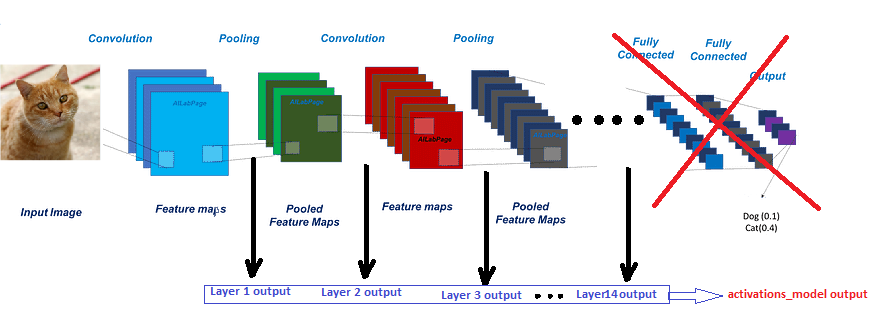 Convolution
Pooling
Convolution
Pooling
Fully
Connected
Fully
Connected
Output
AILabPage
AILabPage
AILabPage
Input Image
Feature maps
Pooled
Feature Maps
Feature maps
Pooled
Feature Maps
Dog (0.1)
Cat(0.4)
Layer 1 output
Layer 2 output
Layer 3 output
Layer14 output
activations_model output